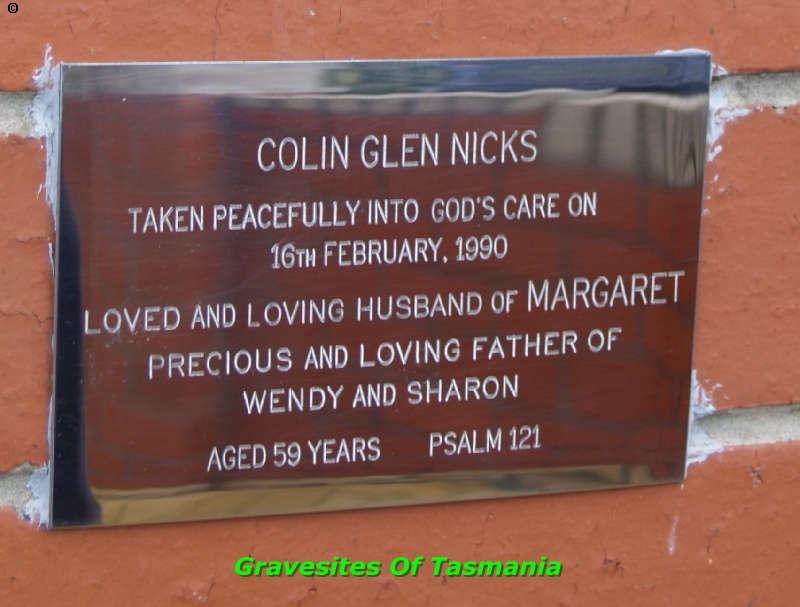 ©
COLIN GLEN NICKS
TAKEN PEACEFULLY INTO GOD'S CARE ON
16TH FEBRUARY, 1990
LOVED AND LOVING HUSBAND OF MARGARET
PRECIOUS AND LOVING FATHER OF
WENDY AND SHARON
AGED 59 YEARS PSALM 121
Gravesites Of Tasmania